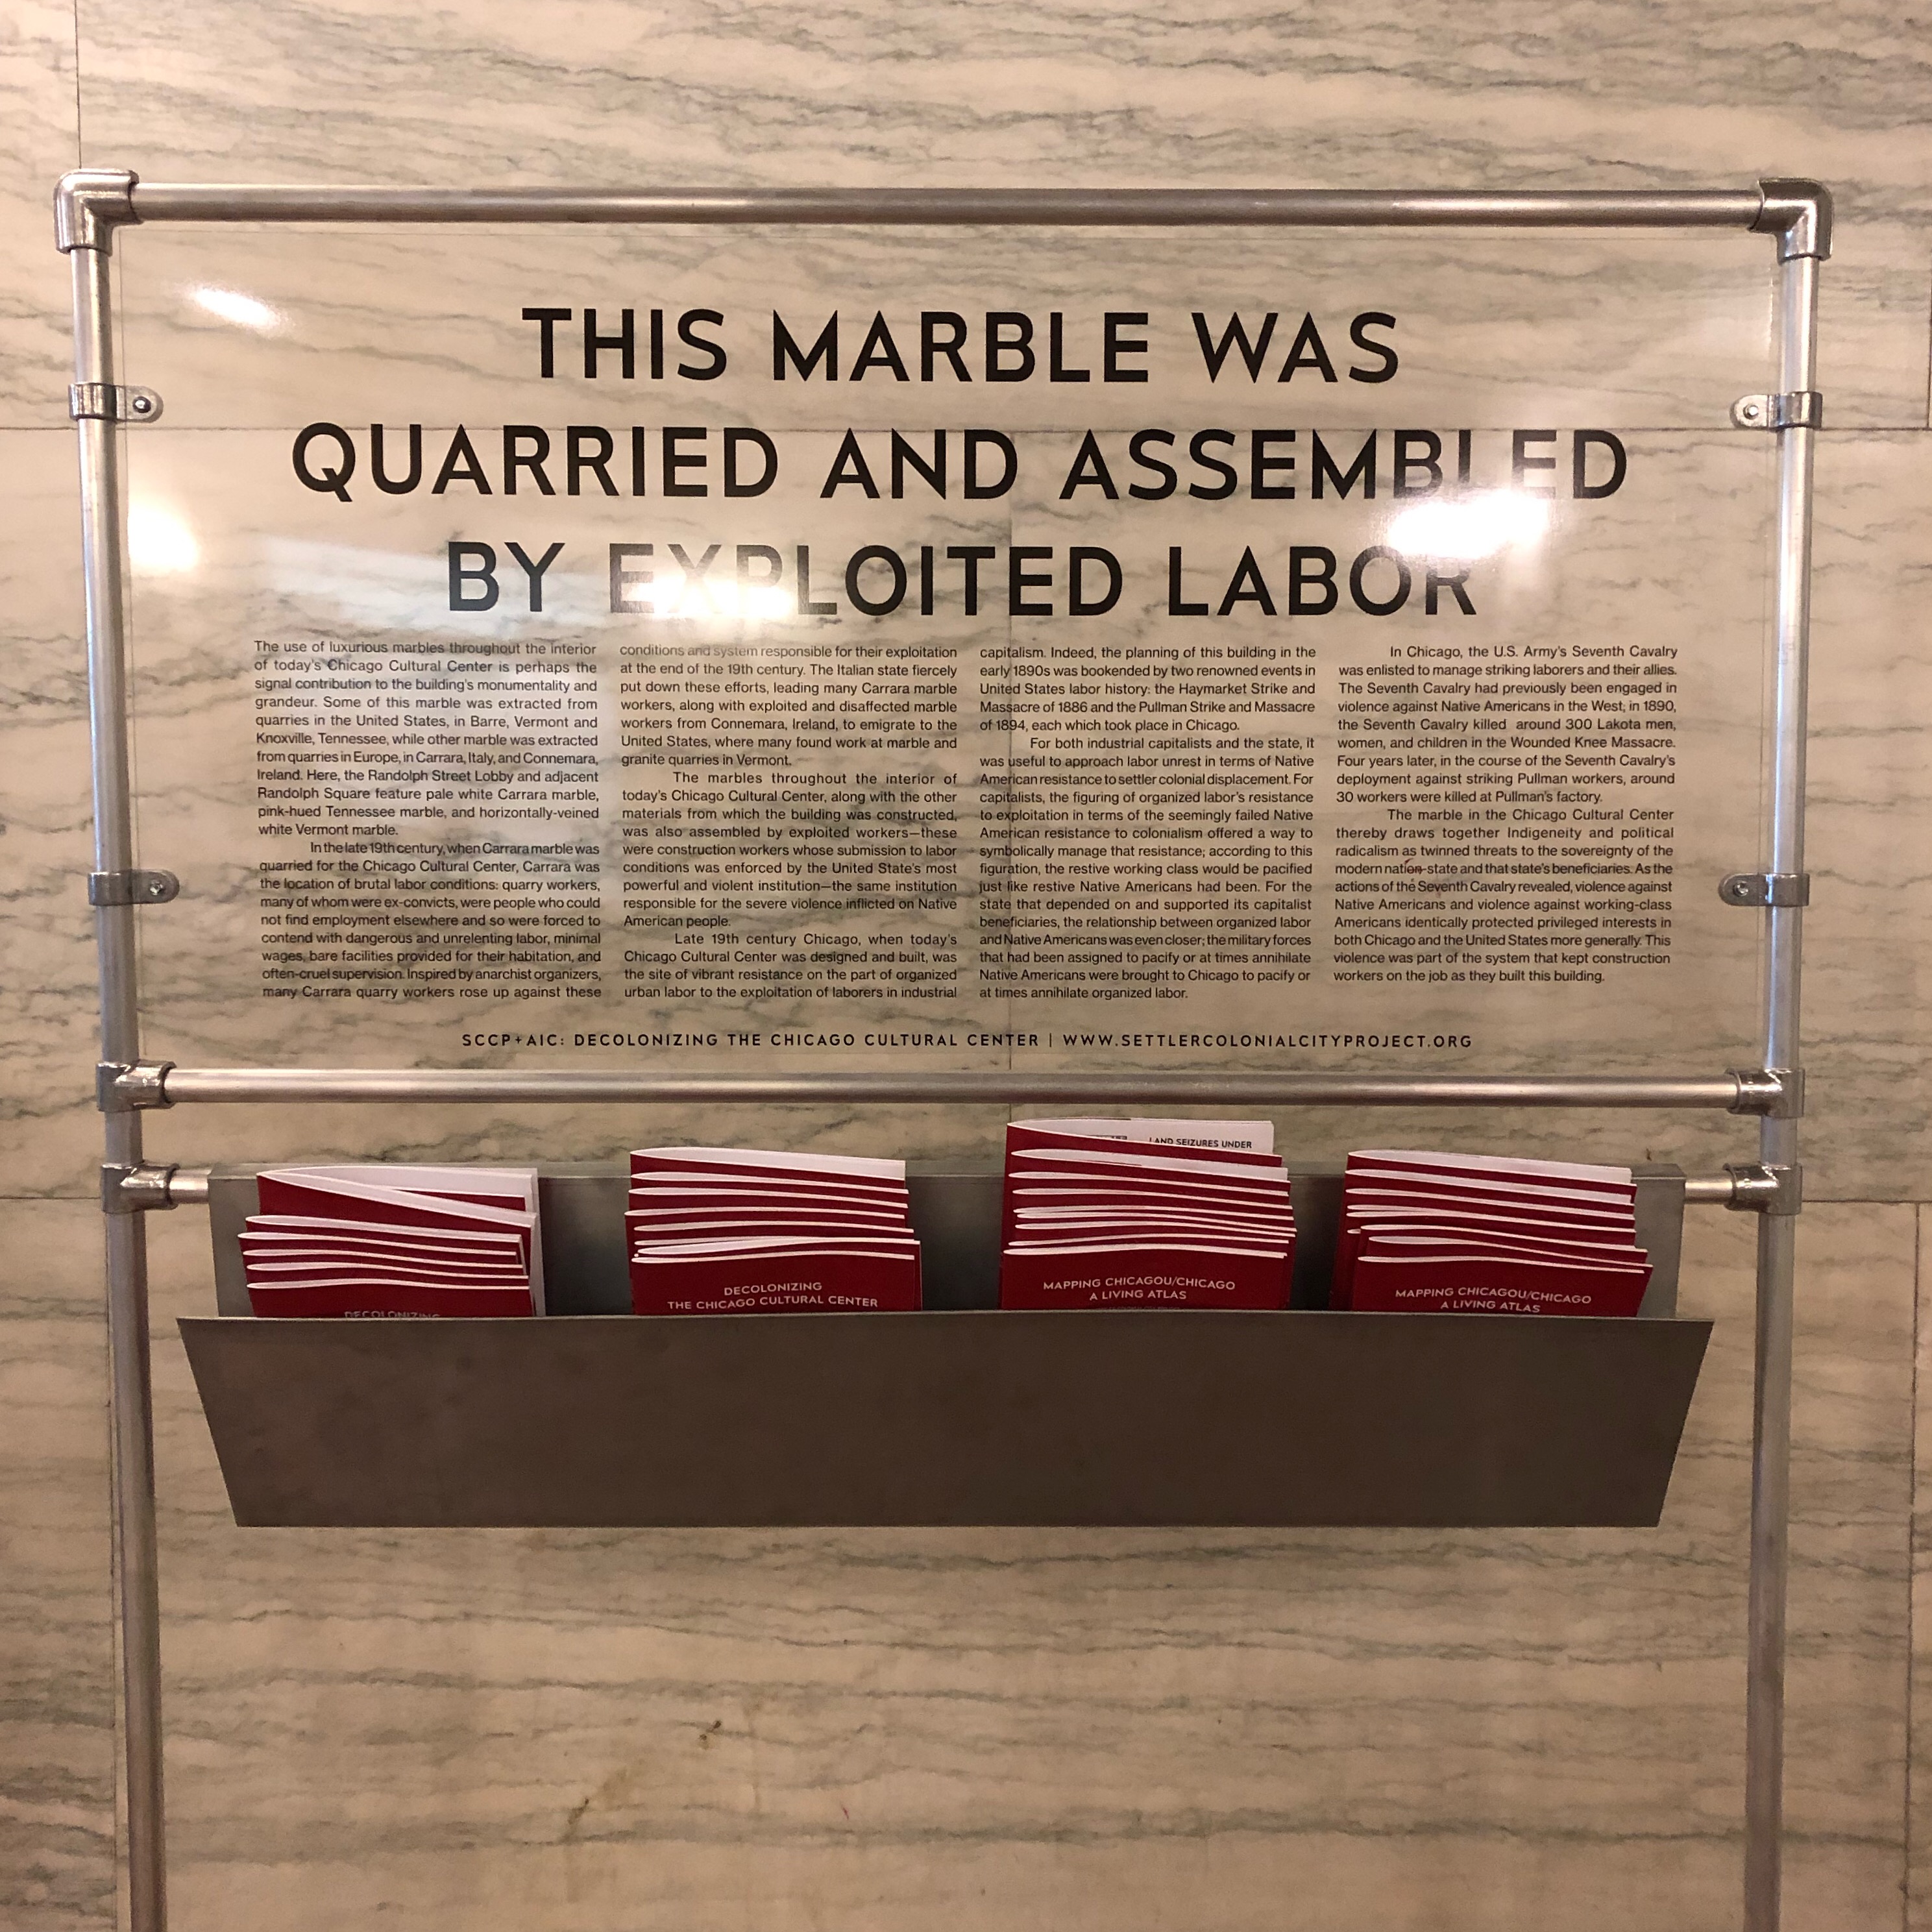 THIS MARBLE WAS
QUARRIED AND ASSEMBLED
BY EXPLOITED LABOR
The use of luxurious marbles throughout the interior
of today's Chicago Cultural Center is perhaps the
signal contribution to the building's monumentality and
grandeur. Some of this marble was extracted from
quarries in the United States, in Barre, Vermont and
Knoxville, Tennessee, while other marble was extracted
from quarries in Europe, in Carrara, Italy, and Connemara,
Ireland. Here, the Randolph Street Lobby and adjacent
Randolph Square feature pale white Carrara marble,
pink-hued Tennessee marble, and horizontally-veined
white Vermont marble.
In the late 19th century, when Carrara marble was
quarried for the Chicago Cultural Center, Carrara was
the location of brutal labor conditions: quarry workers,
many of whom were ex-convicts, were people who could
not find employment elsewhere and so were forced to
contend with dangerous and unrelenting labor, minimal
wages, bare facilities provided for their habitation, and
often-cruel supervision. Inspired by anarchist organizers,
many Carrara quarry workers rose up against these
conditions and system responsible for their exploitation
at the end of the 19th century. The Italian state fiercely
put down these efforts, leading many Carrara marble
workers, along with exploited and disaffected marble
workers from Connemara, Ireland, to emigrate to the
United States, where many found work at marble and
granite quarries in Vermont.
The marbles throughout the interior of
today's Chicago Cultural Center, along with the other
materials from which the building was constructed,
was also assembled by exploited workers—these
were construction workers whose submission to labor
conditions was enforced by the United State's most
powerful and violent institution—the same institution
responsible for the severe violence inflicted on Native
American people.
Late 19th century Chicago, when today's
Chicago Cultural Center was designed and built, was
the site of vibrant resistance on the part of organized
urban labor to the exploitation of laborers in industrial
capitalism. Indeed, the planning of this building in the
early 1890s was bookended by two renowned events in
United States labor history: the Haymarket Strike and
Massacre of 1886 and the Pullman Strike and Massacre
of 1894, each which took place in Chicago.
For both industrial capitalists and the state, it
was useful to approach labor unrest in terms of Native
American resistance to settler colonial displacement. For
capitalists, the figuring of organized labor's resistance
to exploitation in terms of the seemingly failed Native
American resistance to colonialism offered a way to
symbolically manage that resistance; according to this
figuration, the restive working class would be pacified
just like restive Native Americans had been. For the
state that depended on and supported its capitalist
beneficiaries, the relationship between organized labor
and Native Americans was even closer; the military forces
that had been assigned to pacify or at times annihilate
Native Americans were brought to Chicago to pacify or
at times annihilate organized labor.
In Chicago, the U.S. Army's Seventh Cavalry
was enlisted to manage striking laborers and their allies.
The Seventh Cavalry had previously been engaged in
violence against Native Americans in the West; in 1890,
the Seventh Cavalry killed around 300 Lakota men,
women, and children in the Wounded Knee Massacre.
Four years later, in the course of the Seventh Cavalry's
deployment against striking Pullman workers, around
30 workers were killed at Pullman's factory.
The marble in the Chicago Cultural Center
thereby draws together Indigeneity and political
radicalism as twinned threats to the sovereignty of the
modern nation-state and that state's beneficiaries. As the
actions of the Seventh Cavalry revealed, violence against
Native Americans and violence against working-class
Americans identically protected privileged interests in
both Chicago and the United States more generally. This
violence was part of the system that kept construction
workers on the job as they built this building.
SCCP+AIC: DECOLONIZING THE CHICAGO CULTURAL CENTER | WWW.SETTLERCOLONIALCITYPROJECT.ORG
LAND SEIZURES UNDER
DECOLONIZING
DECOLONIZING
THE CHICAGO CULTURAL CENTER
MAPPING CHICAGOU/CHICAGO
A LIVING ATLAS
MAPPING CHICAGOU/CHICAGO
A LIVING ATLAS